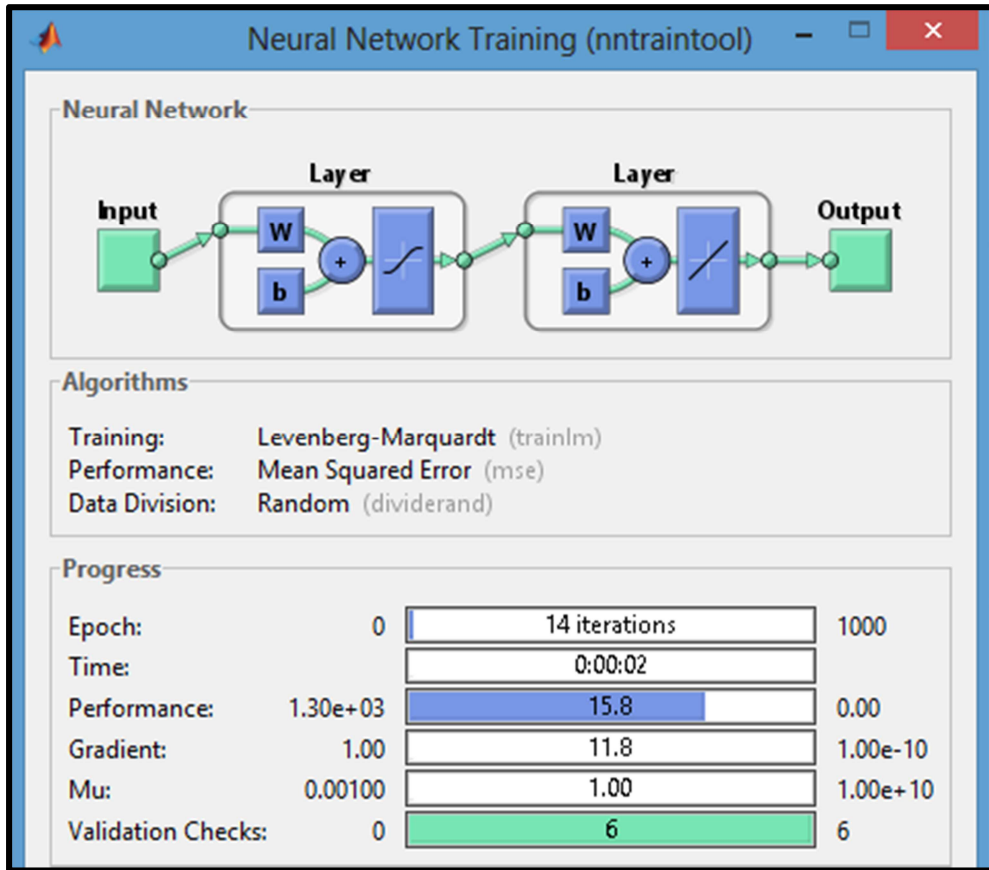 Neural Network Training (nntraintool)
Neural Network
Layer Layer
Input Output
W W
+ +
b b
Algorithms
Training: Levenberg-Marquardt (trainlm)
Performance: Mean Squared Error (mse)
Data Division: Random (dividerand)
Progress
Epoch: 0 14 iterations 1000
Time: 0:00:02
Performance: 1.30e+03 15.8 0.00
Gradient: 1.00 11.8 1.00e-10
Mu: 0.00100 1.00 1.00e+10
Validation Checks: 0 6 6